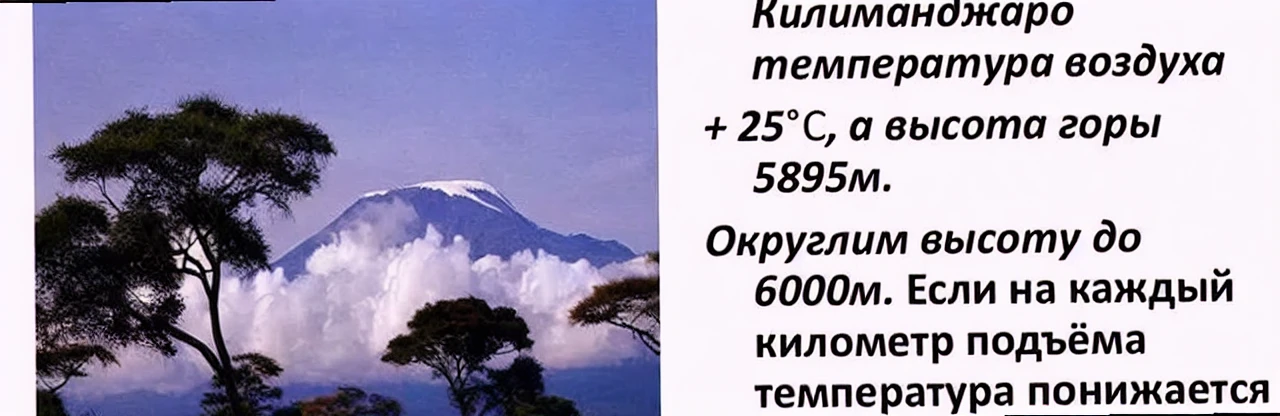 Килиманджаро
температура воздуха
+ 25°С, а высота горы
5895м.
Округлим высоту до
6000м. Если на каждый
километр подъёма
температура понижается